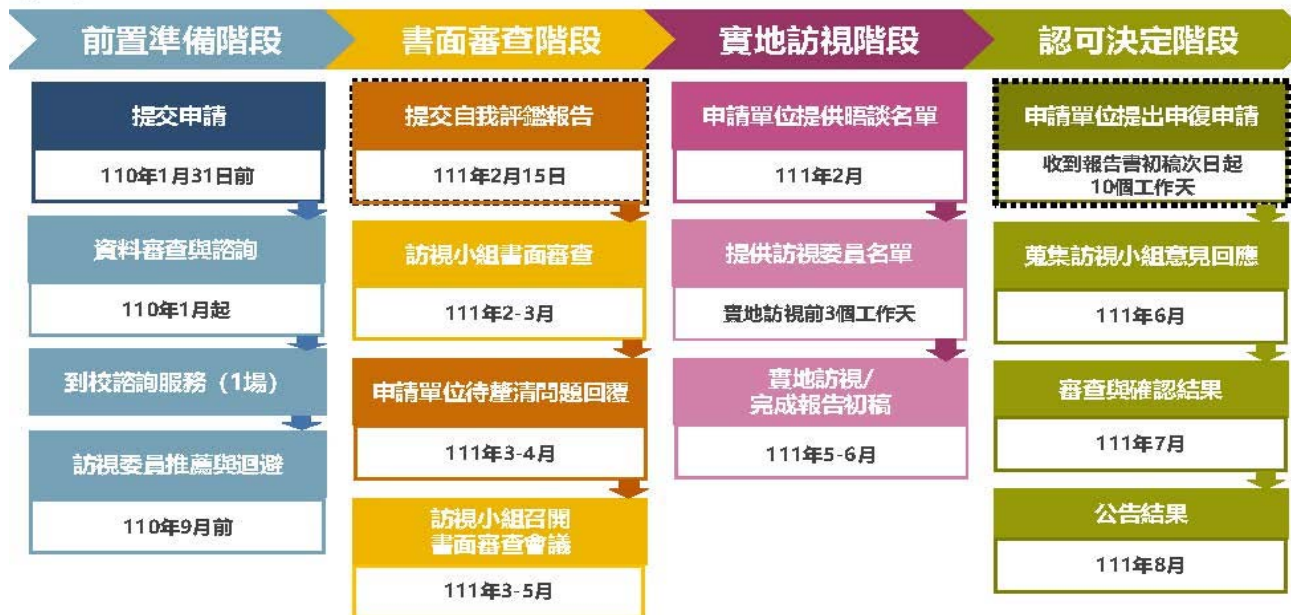 前置準備階段
提交申請
110年1月31日前
資料審查與諮詢
110年1月起
到校諮詢服務（1場）
訪視委員推薦與迴避
110年9月前
書面審查階段
提交自我評鑑報告
111年2月15日
訪視小組書面審查
111年2-3月
申請單位待釐清問題回覆
111年3-4月
訪視小組召開
書面審查會議
111年3-5月
實地訪視階段
申請單位提供晤談名單
111年2月
提供訪視委員名單
實地訪視前3個工作天
實地訪視/
完成報告初稿
111年5-6月
認可決定階段
申請單位提出申復申請
收到報告書初稿次日起
10個工作天
蒐集訪視小組意見回應
111年6月
審查與確認結果
111年7月
公告結果
111年8月